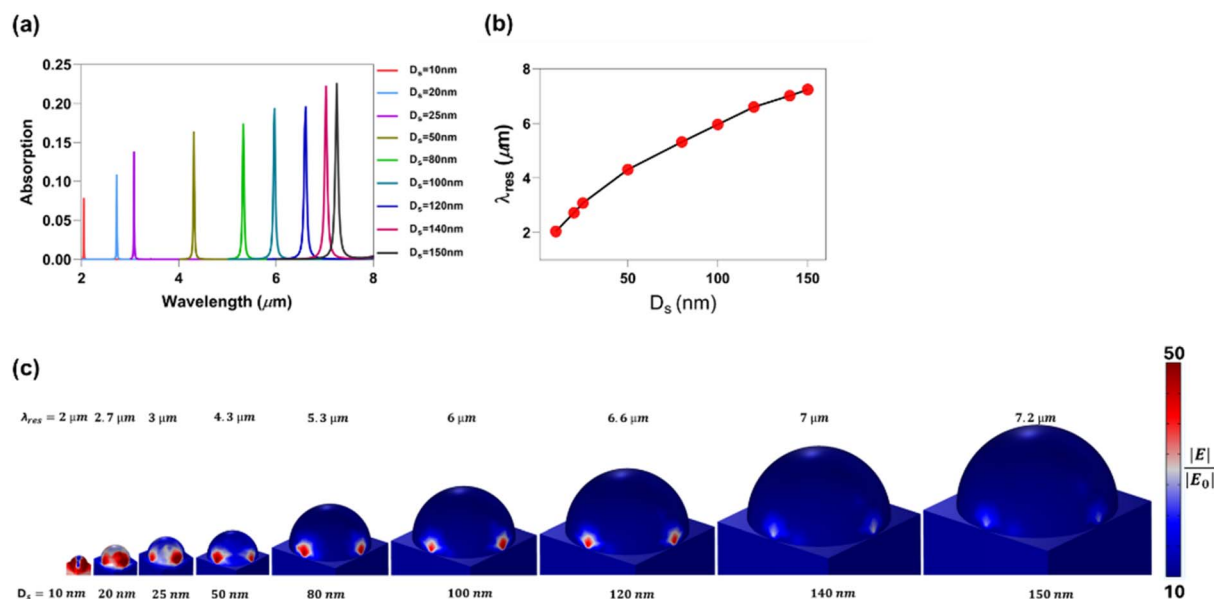 (a)
0.25
0.20
0.15
0.10
0.05
0.00
Absorption
2 4 6 8
Wavelength (μm)
Dₛ=10nm
Dₛ=20nm
Dₛ=25nm
Dₛ=50nm
Dₛ=80nm
Dₛ=100nm
Dₛ=120nm
Dₛ=140nm
Dₛ=150nm
(b)
8
6
4
2
λres (μm)
50 100 150
Dₛ (nm)
(c)
λres = 2 μm 2.7 μm 3 μm 4.3 μm 5.3 μm 6 μm 6.6 μm 7 μm 7.2 μm
Dₛ = 10 nm 20 nm 25 nm 50 nm 80 nm 100 nm 120 nm 140 nm 150 nm
50
|E|
|E₀|
10